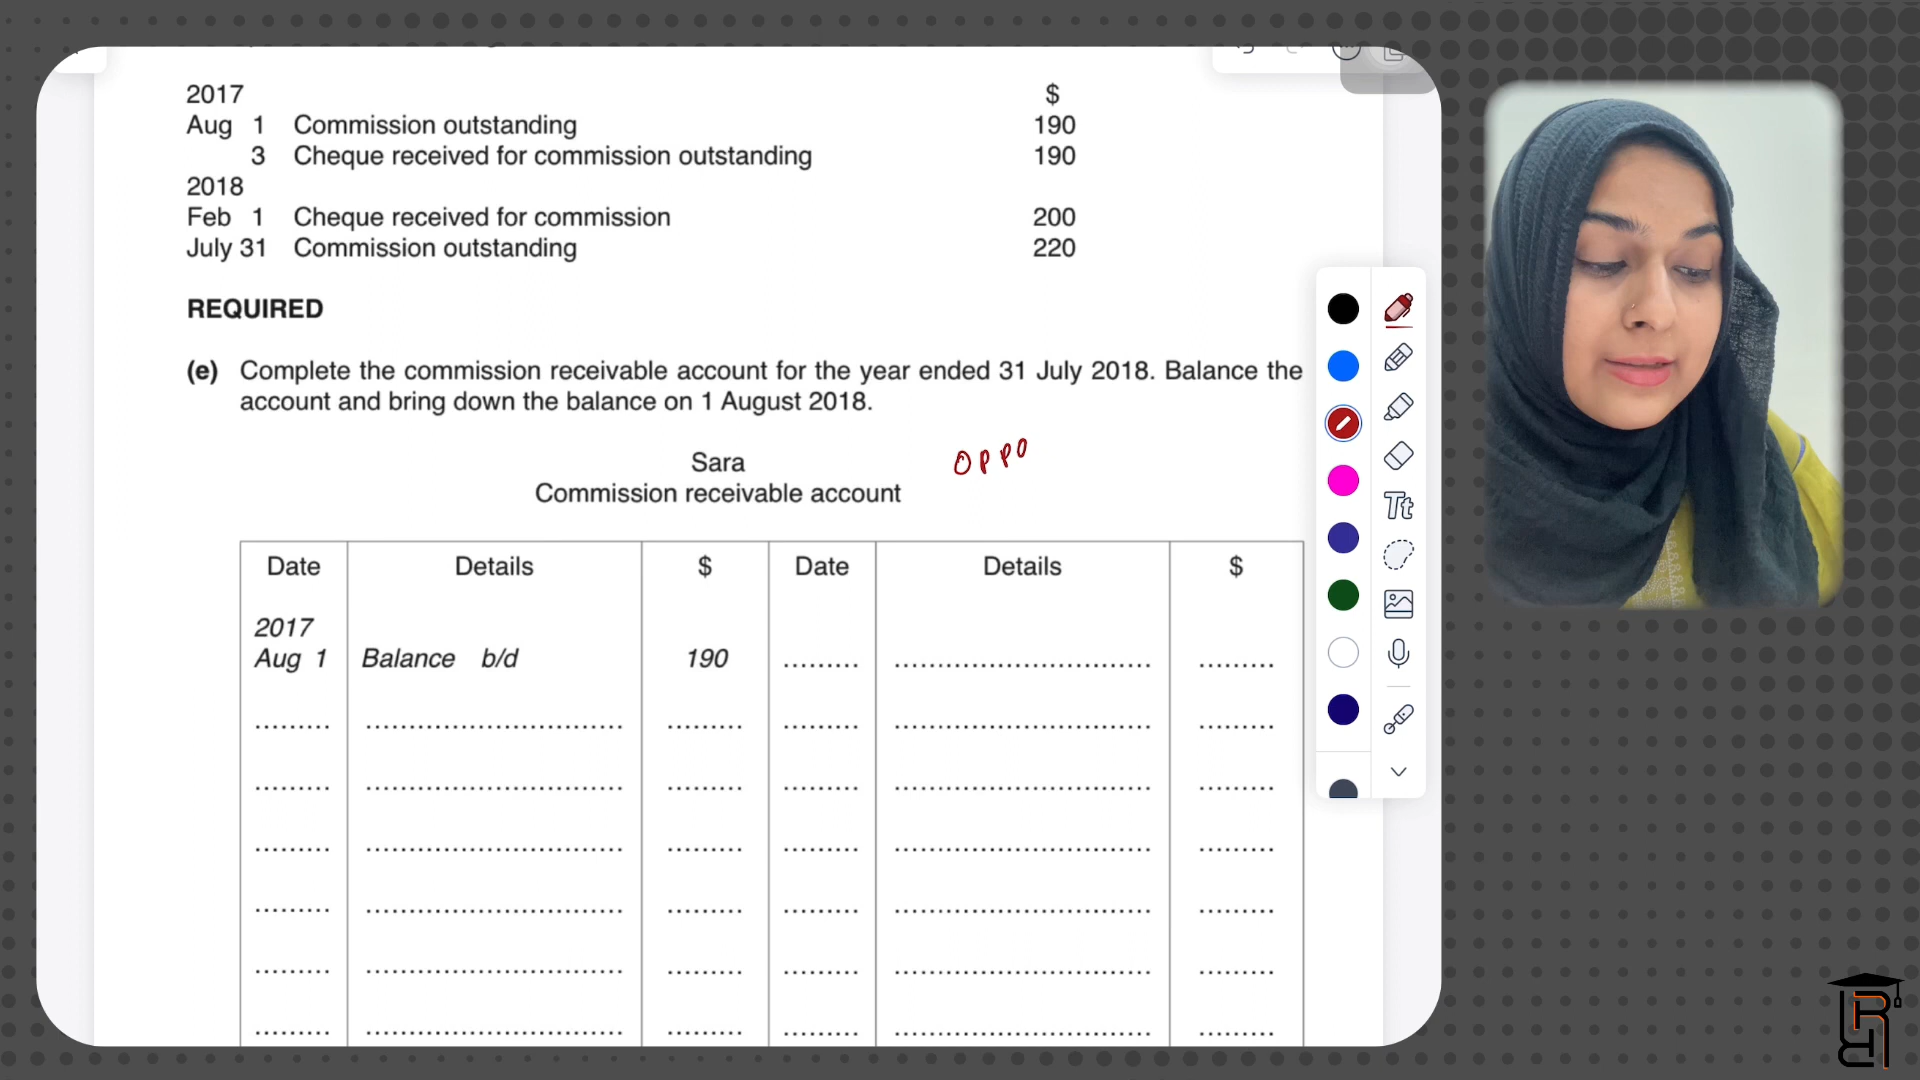 2017 $
Aug 1 Commission outstanding 190
3 Cheque received for commission outstanding 190
2018
Feb 1 Cheque received for commission 200
July 31 Commission outstanding 220
REQUIRED
(e) Complete the commission receivable account for the year ended 31 July 2018. Balance the
account and bring down the balance on 1 August 2018.
Sara
OPPO
Commission receivable account
Date Details $ Date Details $
2017
Aug 1 Balance b/d 190 ......... .............................. .........
......... .............................. ......... ......... .............................. .........
......... .............................. ......... ......... .............................. .........
......... .............................. ......... ......... .............................. .........
......... .............................. ......... ......... .............................. .........
......... .............................. ......... ......... .............................. .........
......... .............................. ......... ......... .............................. .........
Tt